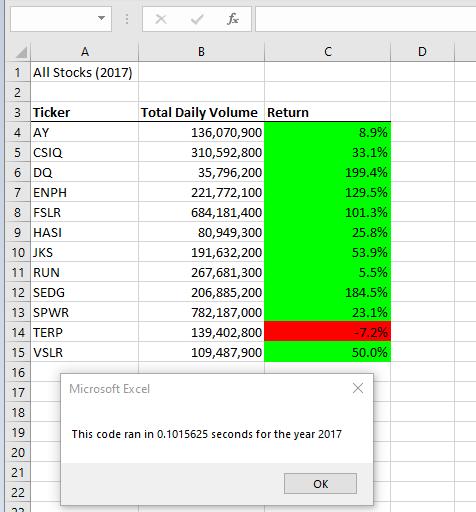 fx
A B C D
1 All Stocks (2017)
2
3 Ticker Total Daily Volume Return
4 AY 136,070,900 8.9%
5 CSIQ 310,592,800 33.1%
6 DQ 35,796,200 199.4%
7 ENPH 221,772,100 129.5%
8 FSLR 684,181,400 101.3%
9 HASI 80,949,300 25.8%
10 JKS 191,632,200 53.9%
11 RUN 267,681,300 5.5%
12 SEDG 206,885,200 184.5%
13 SPWR 782,187,000 23.1%
14 TERP 139,402,800 -7.2%
15 VSLR 109,487,900 50.0%
16
17 Microsoft Excel
18
19 This code ran in 0.1015625 seconds for the year 2017
20
21
22 OK
23